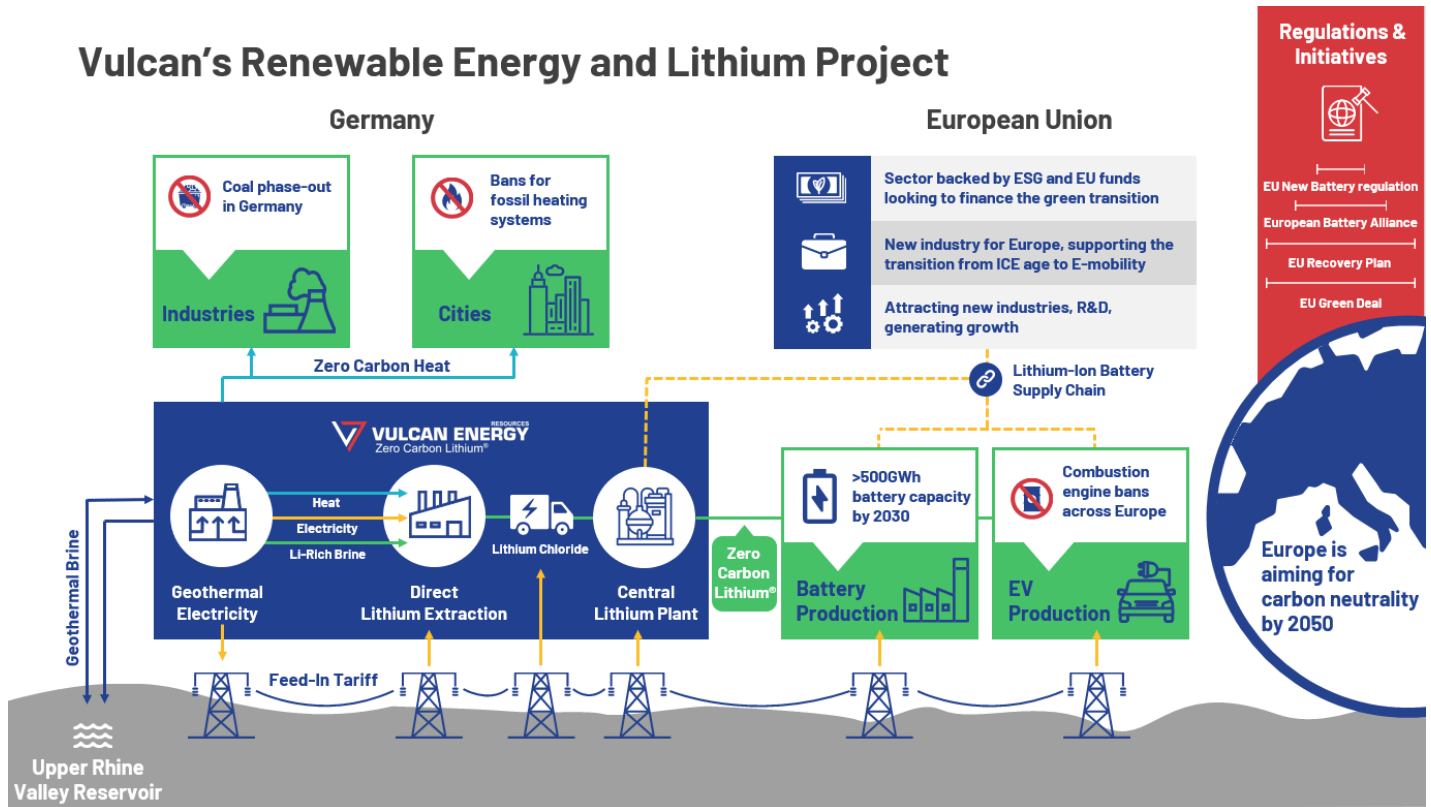 Vulcan's Renewable Energy and Lithium Project
Germany
European Union
Coal phase-out
in Germany
Industries
Bans for
fossil heating
systems
Cities
Zero Carbon Heat
Sector backed by ESG and EU funds
looking to finance the green transition
New industry for Europe, supporting the
transition from ICE age to E-mobility
Attracting new industries, R&D,
generating growth
Lithium-Ion Battery
Supply Chain
VULCAN ENERGY
RESOURCES
Zero Carbon Lithium®
Heat
Electricity
Li-Rich Brine
Lithium Chloride
Geothermal
Electricity
Direct
Lithium Extraction
Central
Lithium Plant
Zero
Carbon
Lithium®
>500GWh
battery capacity
by 2030
Battery
Production
Combustion
engine bans
across Europe
EV
Production
Geothermal Brine
Feed-In Tariff
Upper Rhine
Valley Reservoir
Regulations &
Initiatives
EU New Battery regulation
European Battery Alliance
EU Recovery Plan
EU Green Deal
Europe is
aiming for
carbon neutrality
by 2050